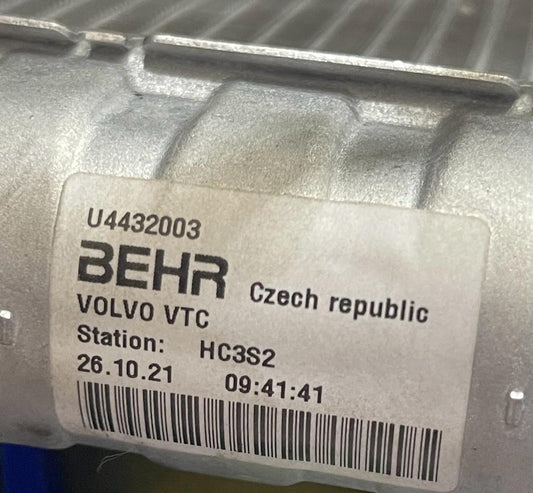 U4432003
BEHR Czech republic
VOLVO VTC
Station: HC3S2
26.10.21 09:41:41